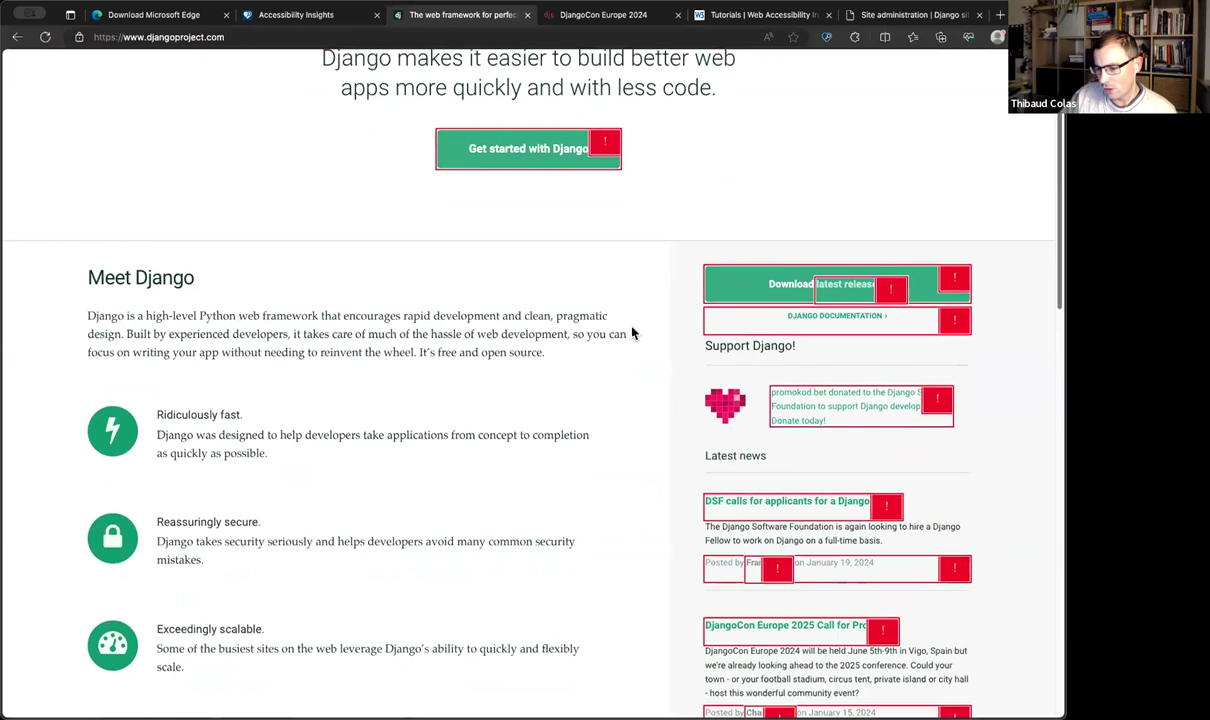 Download Microsoft Edge
Accessibility Insights
The web framework for perfec
DjangoCon Europe 2024
Tutorials | Web Accessibility In
Site administration | Django si
https://www.djangoproject.com
Thibaud Colas
Django makes it easier to build better web
apps more quickly and with less code.
Get started with Django
!
Meet Django
Django is a high-level Python web framework that encourages rapid development and clean, pragmatic
design. Built by experienced developers, it takes care of much of the hassle of web development, so you can
focus on writing your app without needing to reinvent the wheel. It's free and open source.
Ridiculously fast.
Django was designed to help developers take applications from concept to completion
as quickly as possible.
Reassuringly secure.
Django takes security seriously and helps developers avoid many common security
mistakes.
Exceedingly scalable.
Some of the busiest sites on the web leverage Django's ability to quickly and flexibly
scale.
Download latest release ! !
DJANGO DOCUMENTATION › !
Support Django!
promokod.bet donated to the Django S
Foundation to support Django develop !
Donate today!
Latest news
DSF calls for applicants for a Django !
The Django Software Foundation is again looking to hire a Django
Fellow to work on Django on a full-time basis.
Posted by Fra ! on January 19, 2024 !
DjangoCon Europe 2025 Call for Pro !
DjangoCon Europe 2024 will be held June 5th-9th in Vigo, Spain but
we're already looking ahead to the 2025 conference. Could your
town - or your football stadium, circus tent, private island or city hall
- host this wonderful community event?
Posted by Cha ! on January 15, 2024 !